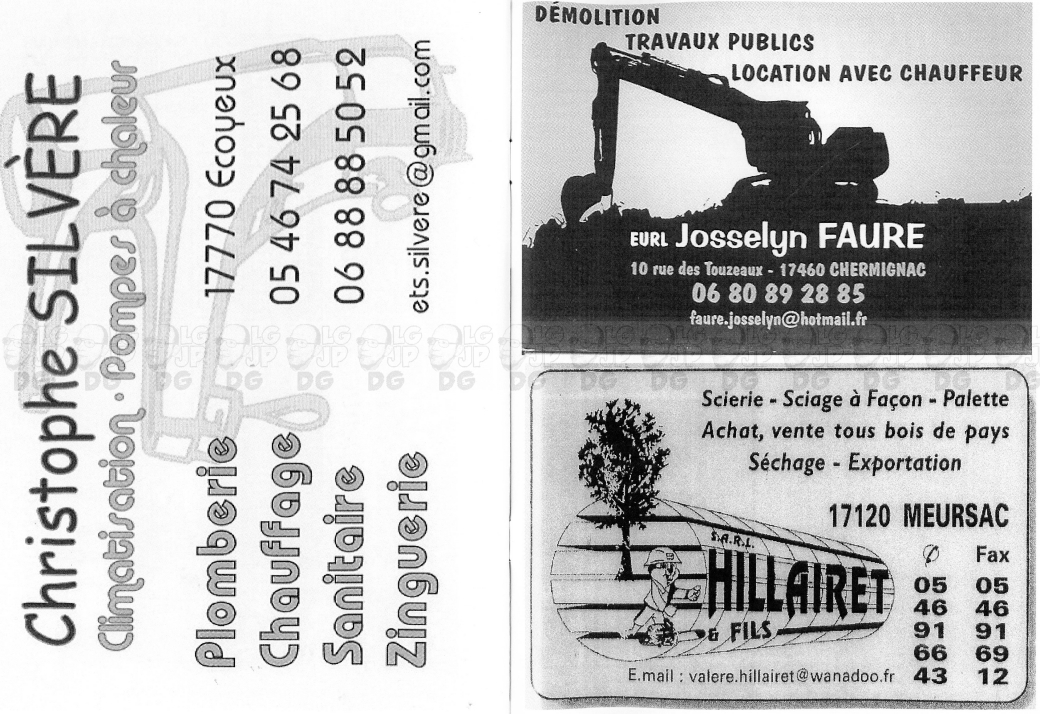 Christophe SILVÈRE
Climatisation · Pompes à chaleur
Plomberie 17770 Ecoyeux
Chauffage 05 46 74 25 68
Sanitaire 06 88 88 50 52
Zinguerie ets.silvere@gmail.com
DÉMOLITION
TRAVAUX PUBLICS
LOCATION AVEC CHAUFFEUR
EURL Josselyn FAURE
10 rue des Touzeaux - 17460 CHERMIGNAC
06 80 89 28 85
faure.josselyn@hotmail.fr
Scierie - Sciage à Façon - Palette
Achat, vente tous bois de pays
Séchage - Exportation
17120 MEURSAC
S.A.R.L.
HILLAIRET
& FILS
Fax
05 05
46 46
91 91
66 69
43 12
E.mail : valere.hillairet@wanadoo.fr
LG JP DG